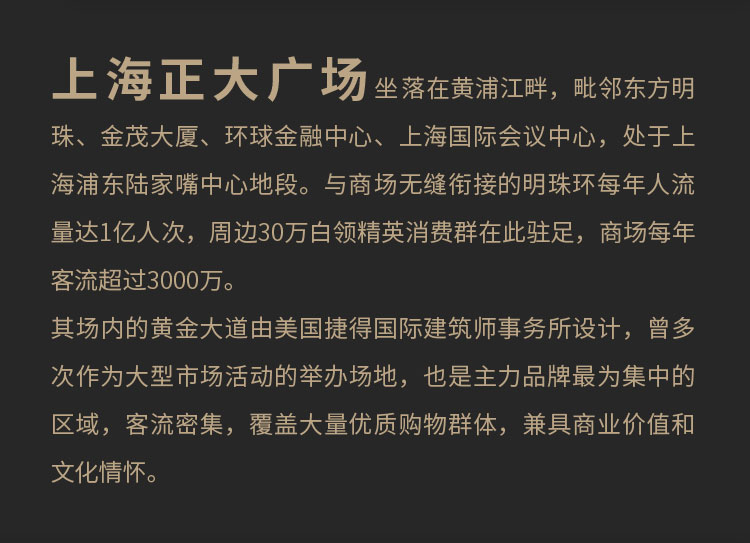 上海正大广场坐落在黄浦江畔，毗邻东方明
珠、金茂大厦、环球金融中心、上海国际会议中心，处于上
海浦东陆家嘴中心地段。与商场无缝衔接的明珠环每年人流
量达1亿人次，周边30万白领精英消费群在此驻足，商场每年
客流超过3000万。
其场内的黄金大道由美国捷得国际建筑师事务所设计，曾多
次作为大型市场活动的举办场地，也是主力品牌最为集中的
区域，客流密集，覆盖大量优质购物群体，兼具商业价值和
文化情怀。